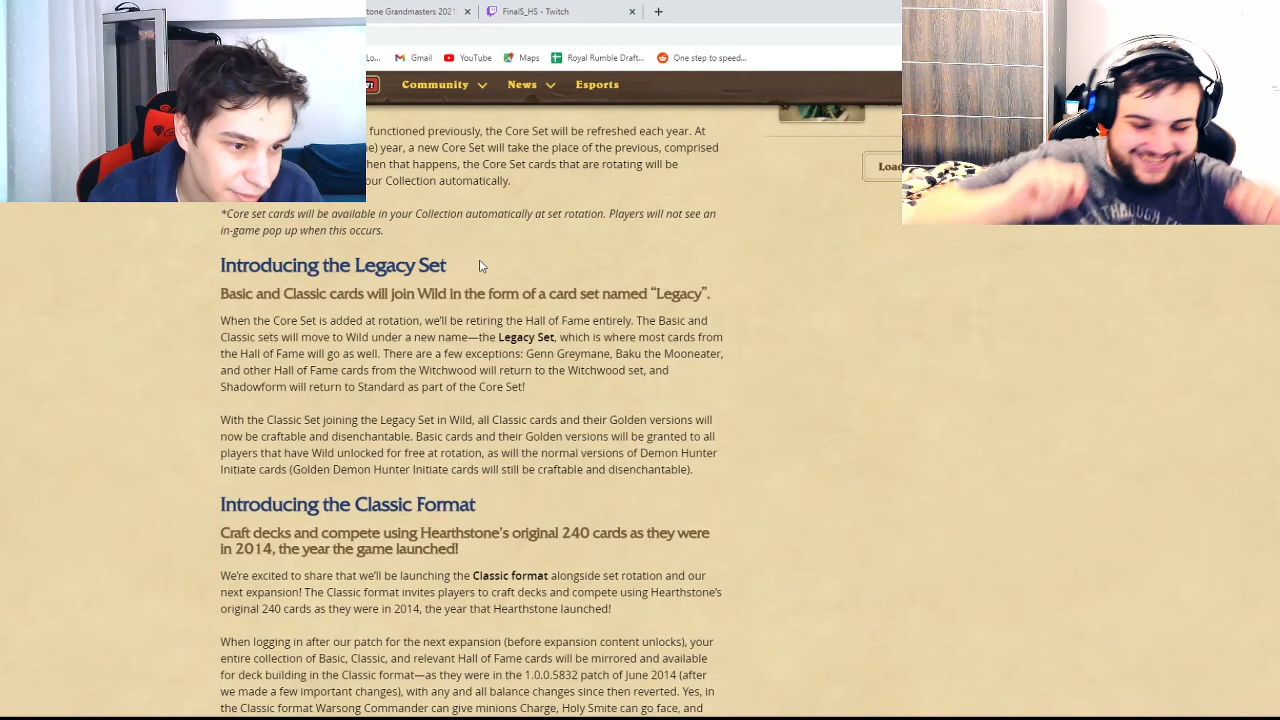 tone Grandmasters 2021
FinalS_HS - Twitch
Lo...
Gmail
YouTube
Maps
Royal Rumble Draft...
One step to speed...
Community
News
Esports
functioned previously, the Core Set will be refreshed each year. At
year, a new Core Set will take the place of the previous, comprised
hen that happens, the Core Set cards that are rotating will be
our Collection automatically.
Load
THROUGH
*Core set cards will be available in your Collection automatically at set rotation. Players will not see an
in-game pop up when this occurs.
Introducing the Legacy Set
Basic and Classic cards will join Wild in the form of a card set named “Legacy”.
When the Core Set is added at rotation, we’ll be retiring the Hall of Fame entirely. The Basic and
Classic sets will move to Wild under a new name—the Legacy Set, which is where most cards from
the Hall of Fame will go as well. There are a few exceptions: Genn Greymane, Baku the Mooneater,
and other Hall of Fame cards from the Witchwood will return to the Witchwood set, and
Shadowform will return to Standard as part of the Core Set!
With the Classic Set joining the Legacy Set in Wild, all Classic cards and their Golden versions will
now be craftable and disenchantable. Basic cards and their Golden versions will be granted to all
players that have Wild unlocked for free at rotation, as will the normal versions of Demon Hunter
Initiate cards (Golden Demon Hunter Initiate cards will still be craftable and disenchantable).
Introducing the Classic Format
Craft decks and compete using Hearthstone’s original 240 cards as they were
in 2014, the year the game launched!
We’re excited to share that we’ll be launching the Classic format alongside set rotation and our
next expansion! The Classic format invites players to craft decks and compete using Hearthstone’s
original 240 cards as they were in 2014, the year that Hearthstone launched!
When logging in after our patch for the next expansion (before expansion content unlocks), your
entire collection of Basic, Classic, and relevant Hall of Fame cards will be mirrored and available
for deck building in the Classic format—as they were in the 1.0.0.5832 patch of June 2014 (after
we made a few important changes), with any and all balance changes since then reverted. Yes, in
the Classic format Warsong Commander can give minions Charge, Holy Smite can go face, and